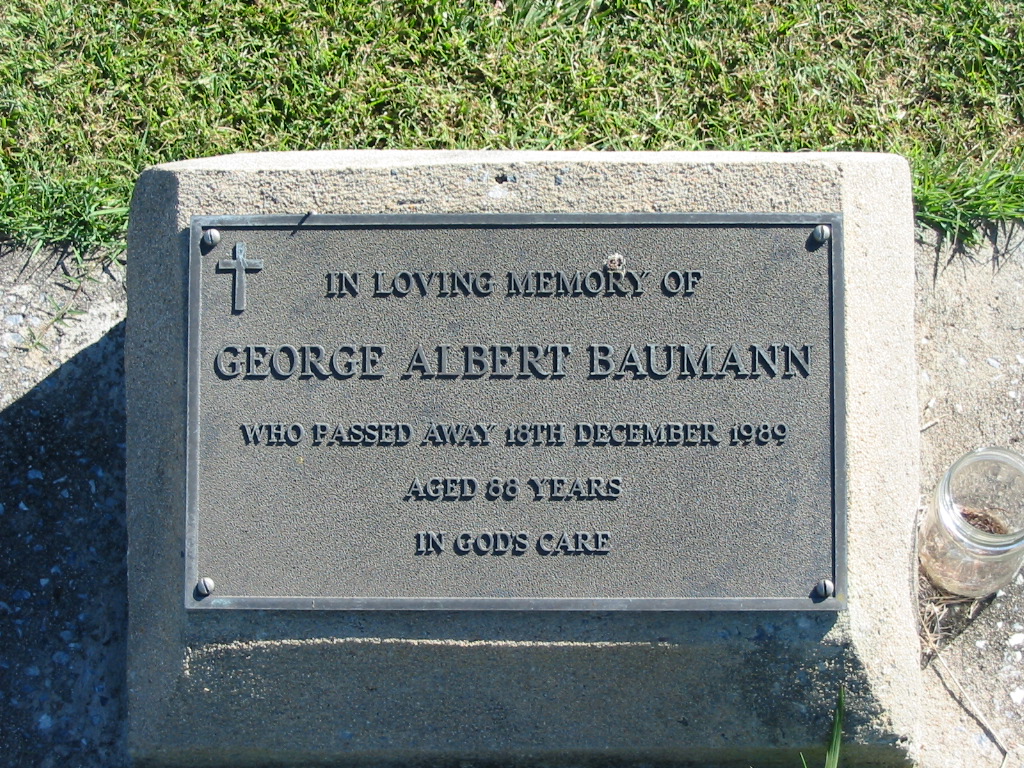 IN LOVING MEMORY OF
GEORGE ALBERT BAUMANN
WHO PASSED AWAY 18TH DECEMBER 1989
AGED 88 YEARS
IN GOD'S CARE